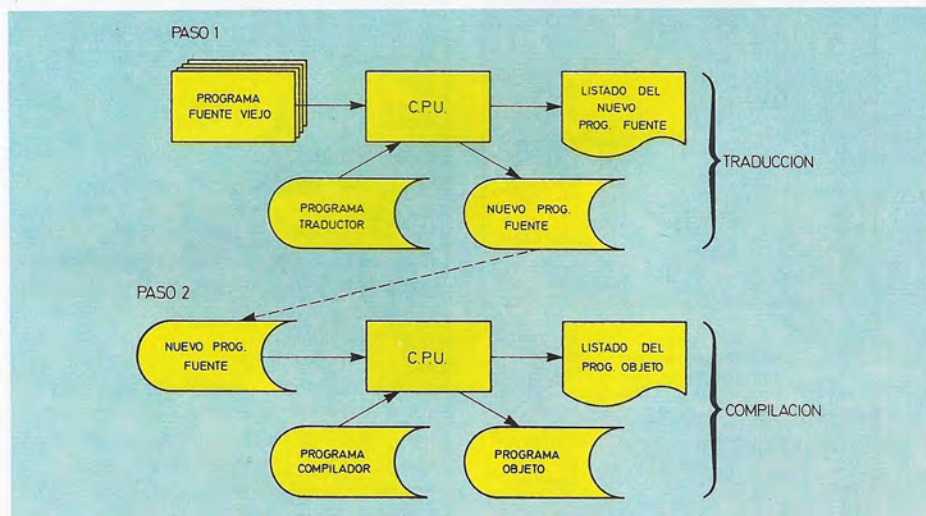 PASO 1
PROGRAMA
FUENTE VIEJO
C.P.U.
LISTADO DEL
NUEVO
PROG. FUENTE
PROGRAMA
TRADUCTOR
NUEVO PROG.
FUENTE
TRADUCCION
PASO 2
NUEVO PROG.
FUENTE
C.P.U.
LISTADO DEL
PROG. OBJETO
PROGRAMA
COMPILADOR
PROGRAMA
OBJETO
COMPILACION